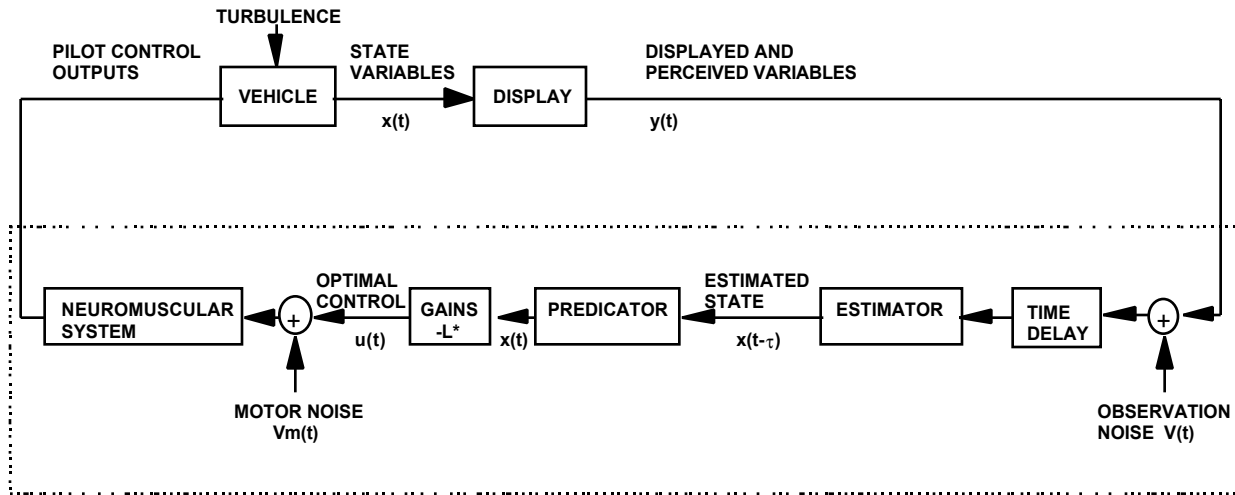 TURBULENCE
PILOT CONTROL
OUTPUTS
STATE
VARIABLES
DISPLAYED AND
PERCEIVED VARIABLES
VEHICLE
DISPLAY
x(t)
y(t)
NEUROMUSCULAR
SYSTEM
+
OPTIMAL
CONTROL
u(t)
GAINS
-L*
x(t)
PREDICATOR
ESTIMATED
STATE
x(t-τ)
ESTIMATOR
TIME
DELAY
+
MOTOR NOISE
Vm(t)
OBSERVATION
NOISE V(t)